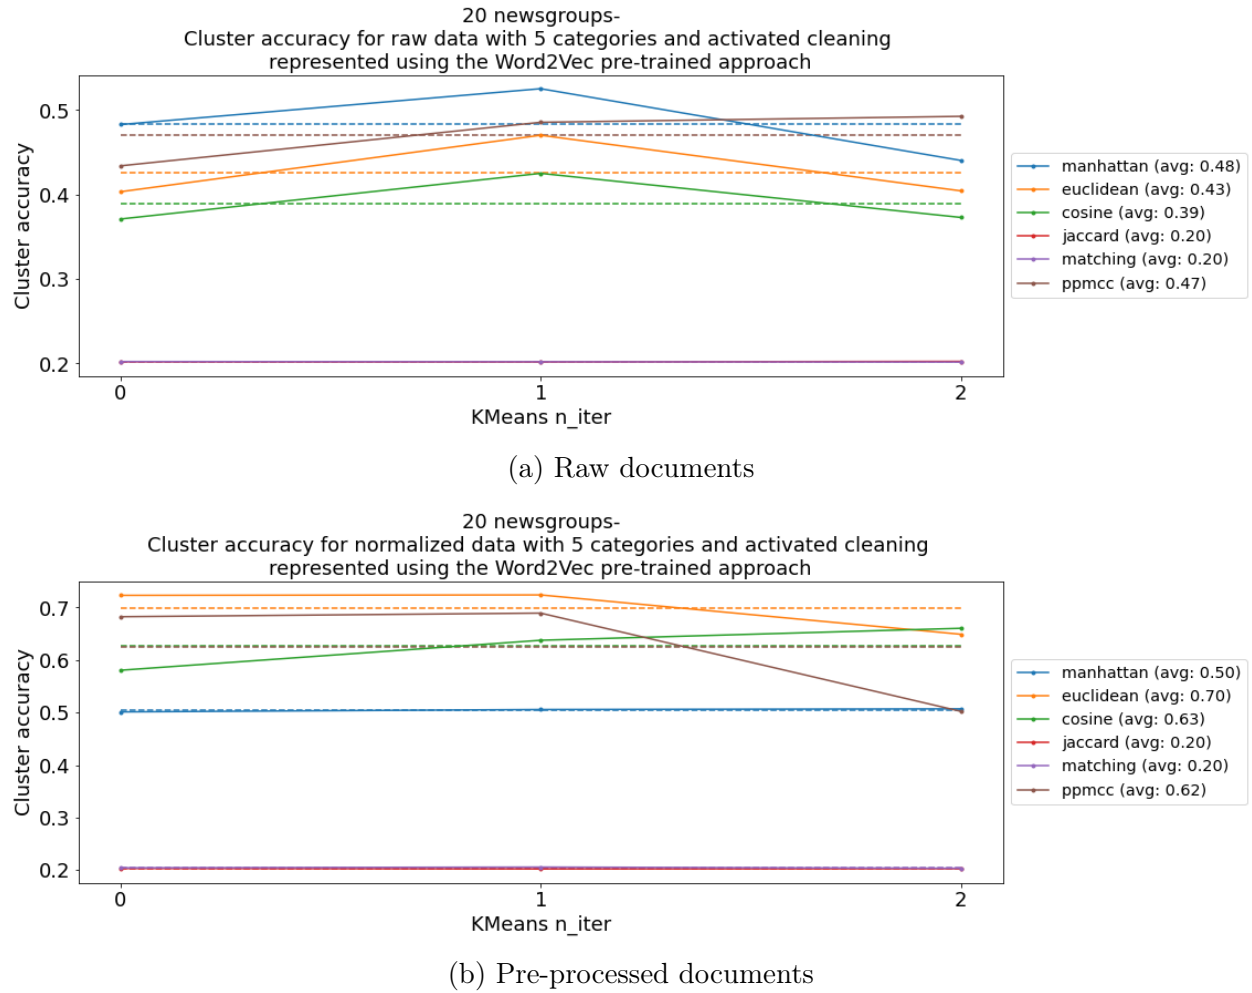 20 newsgroups-
Cluster accuracy for raw data with 5 categories and activated cleaning
represented using the Word2Vec pre-trained approach
Cluster accuracy
0.5
0.4
0.3
0.2
0
1
2
KMeans n_iter
manhattan (avg: 0.48)
euclidean (avg: 0.43)
cosine (avg: 0.39)
jaccard (avg: 0.20)
matching (avg: 0.20)
ppmcc (avg: 0.47)
(a) Raw documents
20 newsgroups-
Cluster accuracy for normalized data with 5 categories and activated cleaning
represented using the Word2Vec pre-trained approach
Cluster accuracy
0.7
0.6
0.5
0.4
0.3
0.2
0
1
2
KMeans n_iter
manhattan (avg: 0.50)
euclidean (avg: 0.70)
cosine (avg: 0.63)
jaccard (avg: 0.20)
matching (avg: 0.20)
ppmcc (avg: 0.62)
(b) Pre-processed documents